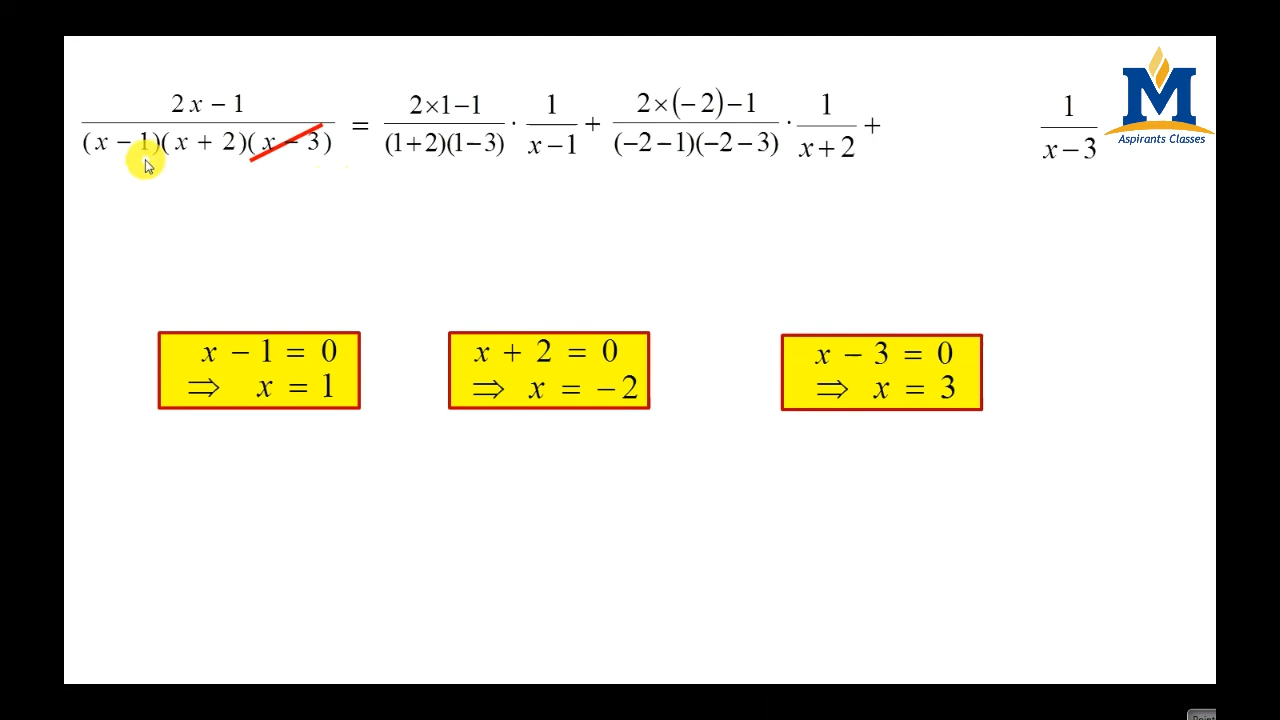 2x − 1 / (x − 1)(x + 2)(x − 3) = 2×1−1 / (1+2)(1−3) · 1 / x−1 + 2×(−2)−1 / (−2−1)(−2−3) · 1 / x+2 + 1 / x−3
M
Aspirants Classes
x − 1 = 0
⇒ x = 1
x + 2 = 0
⇒ x = −2
x − 3 = 0
⇒ x = 3